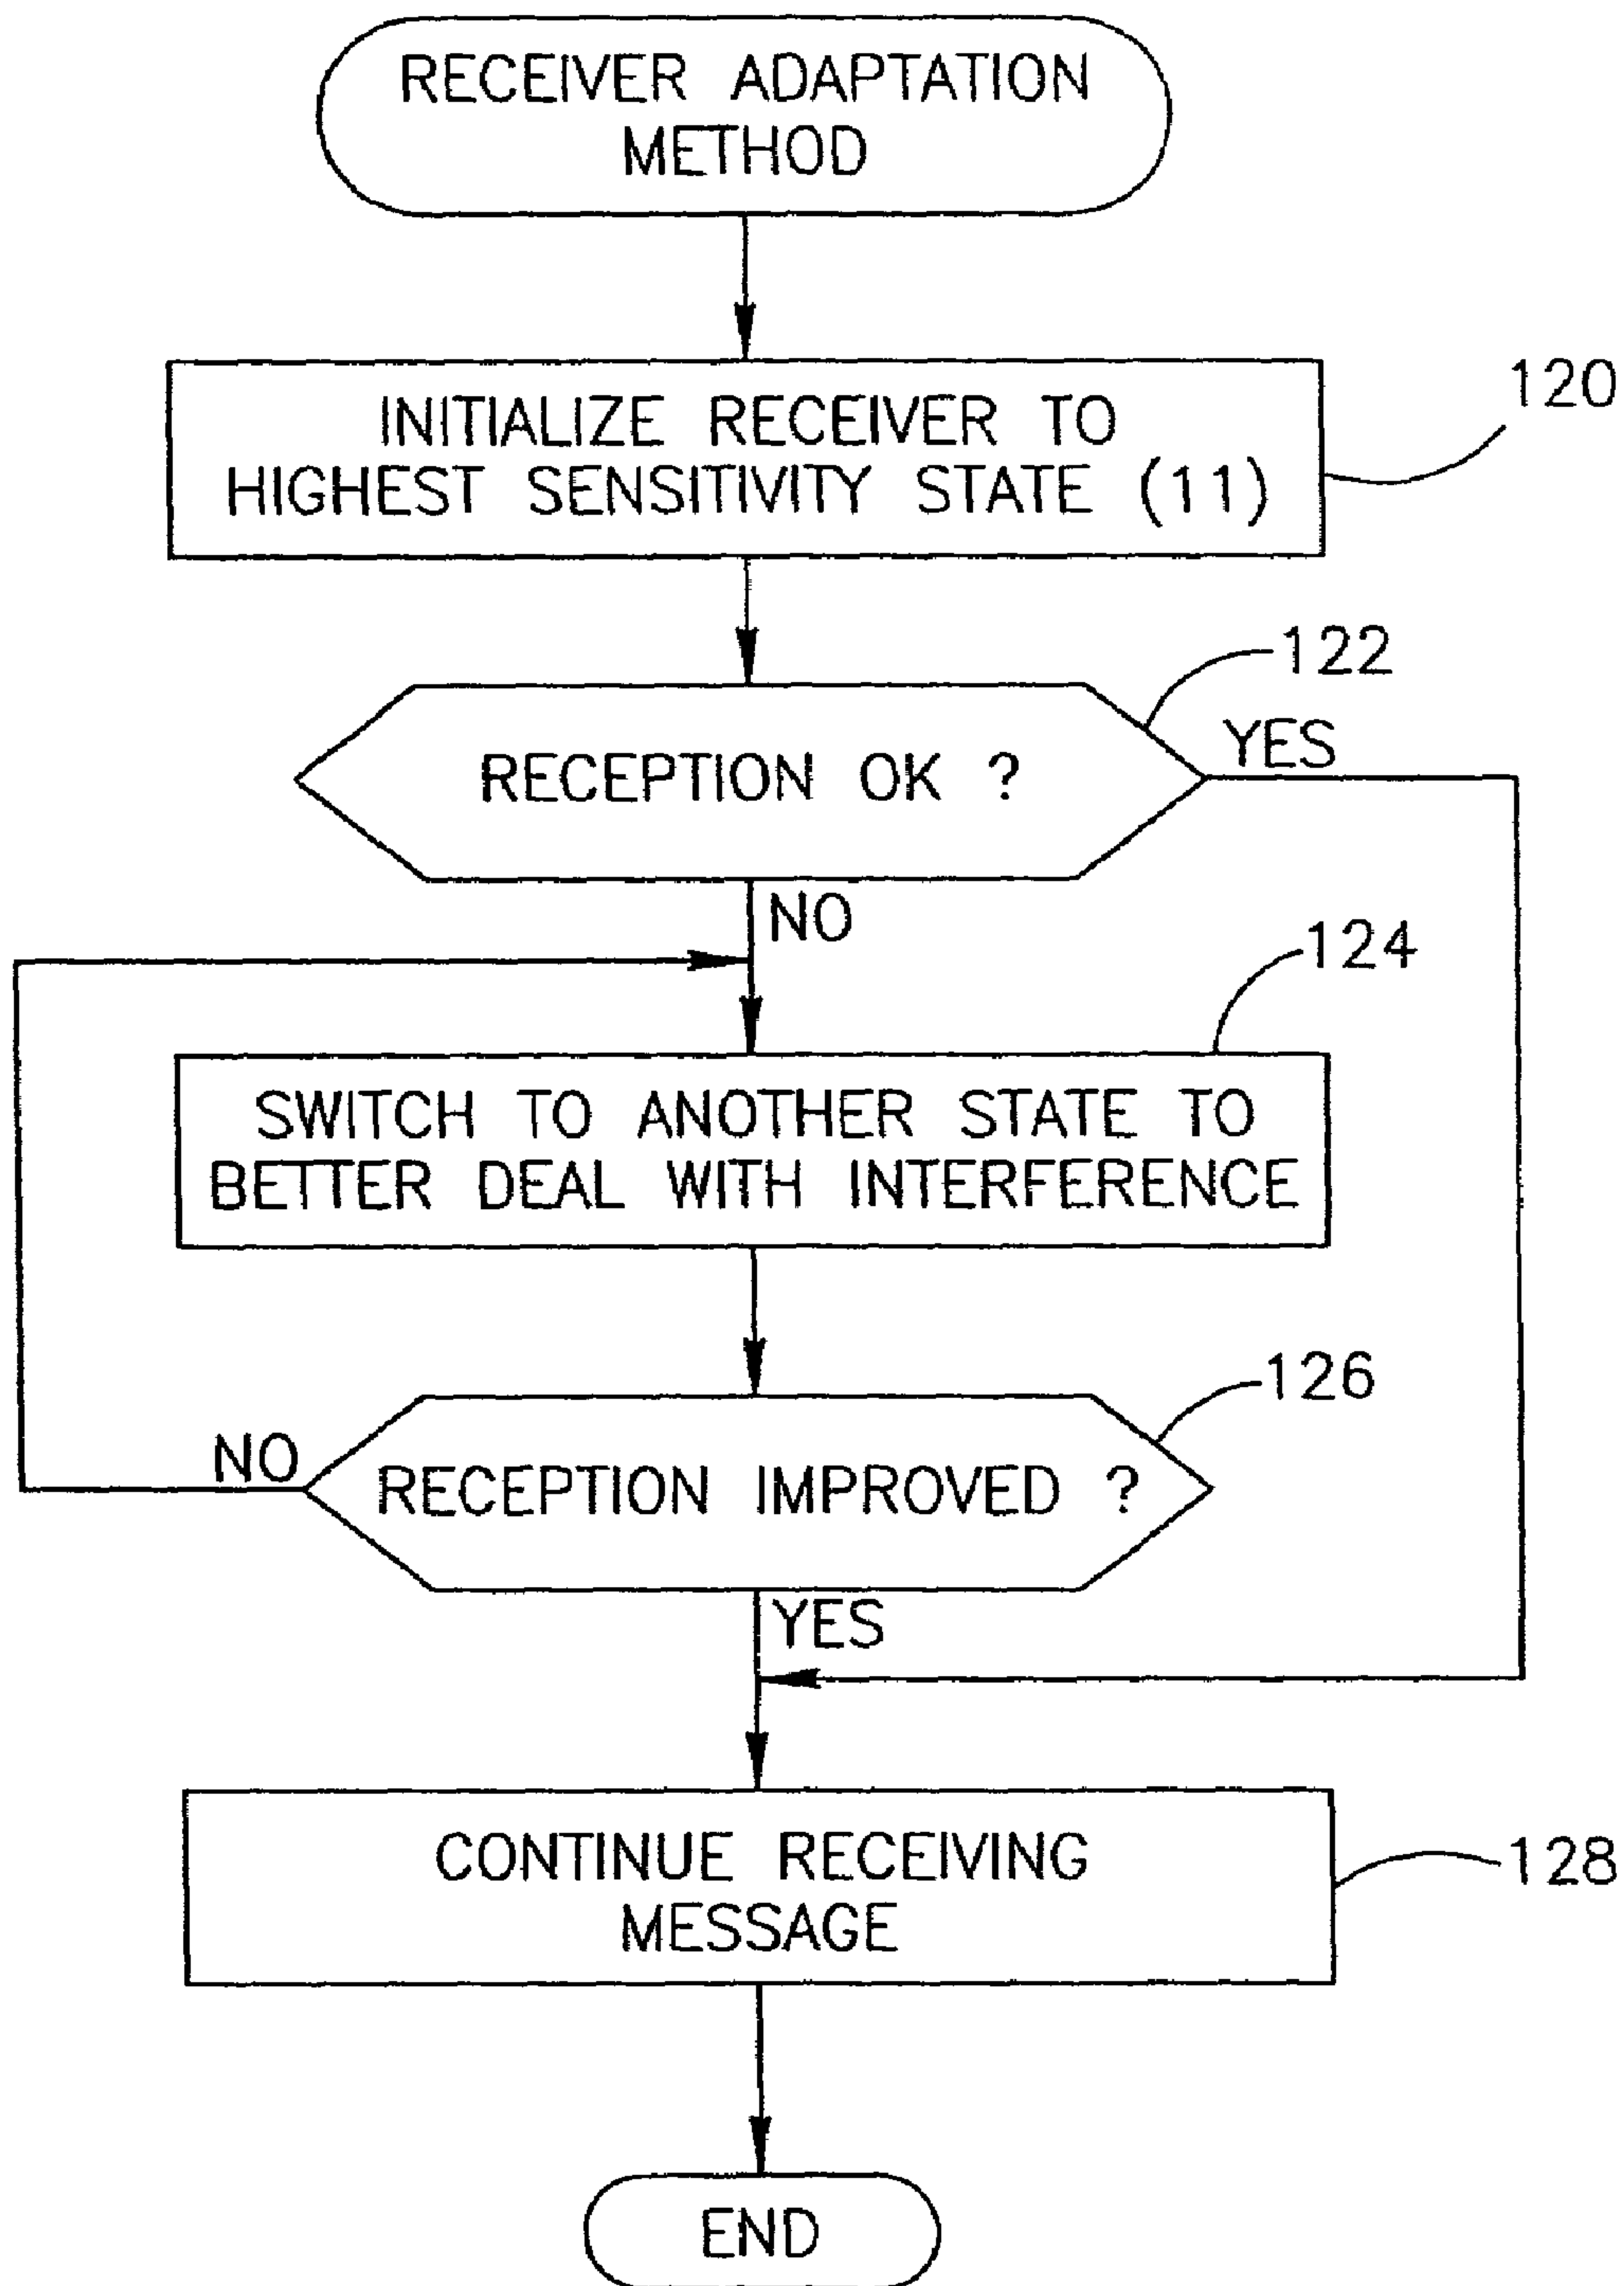 RECEIVER ADAPTATION
METHOD
INITIALIZE RECEIVER TO
HIGHEST SENSITIVITY STATE (11)
120
122
RECEPTION OK ?
YES
NO
124
SWITCH TO ANOTHER STATE TO
BETTER DEAL WITH INTERFERENCE
126
NO
RECEPTION IMPROVED ?
YES
CONTINUE RECEIVING
MESSAGE
128
END